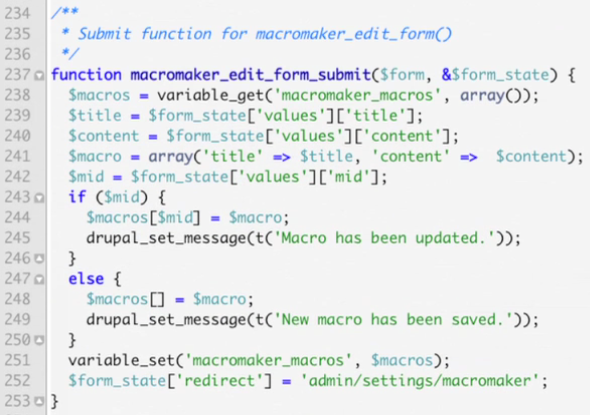 234 /**
235  * Submit function for macromaker_edit_form()
236  */
237 function macromaker_edit_form_submit($form, &$form_state) {
238   $macros = variable_get('macromaker_macros', array());
239   $title = $form_state['values']['title'];
240   $content = $form_state['values']['content'];
241   $macro = array('title' => $title, 'content' =>  $content);
242   $mid = $form_state['values']['mid'];
243   if ($mid) {
244     $macros[$mid] = $macro;
245     drupal_set_message(t('Macro has been updated.'));
246   }
247   else {
248     $macros[] = $macro;
249     drupal_set_message(t('New macro has been saved.'));
250   }
251   variable_set('macromaker_macros', $macros);
252   $form_state['redirect'] = 'admin/settings/macromaker';
253 }